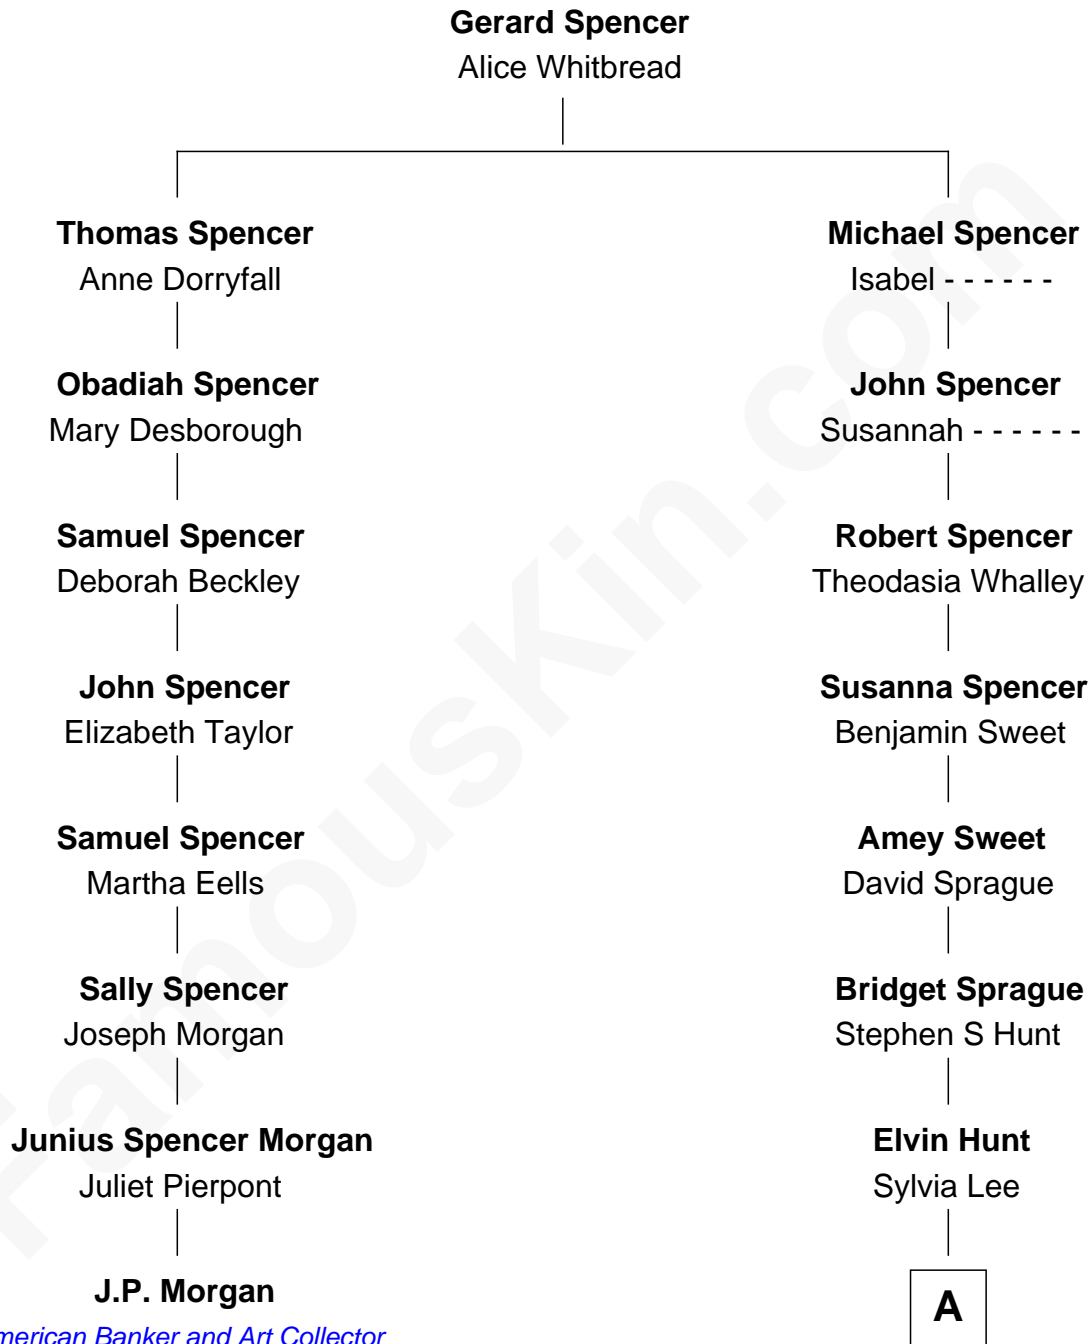 Gerard Spencer
Alice Whitbread
Thomas Spencer
Anne Dorryfall
Obadiah Spencer
Mary Desborough
Samuel Spencer
Deborah Beckley
John Spencer
Elizabeth Taylor
Samuel Spencer
Martha Eells
Sally Spencer
Joseph Morgan
Junius Spencer Morgan
Juliet Pierpont
J.P. Morgan
merican Banker and Art Collector
Michael Spencer
Isabel - - - - - -
John Spencer
Susannah - - - - - -
Robert Spencer
Theodasia Whalley
Susanna Spencer
Benjamin Sweet
Amey Sweet
David Sprague
Bridget Sprague
Stephen S Hunt
Elvin Hunt
Sylvia Lee
A
FamousKin.com